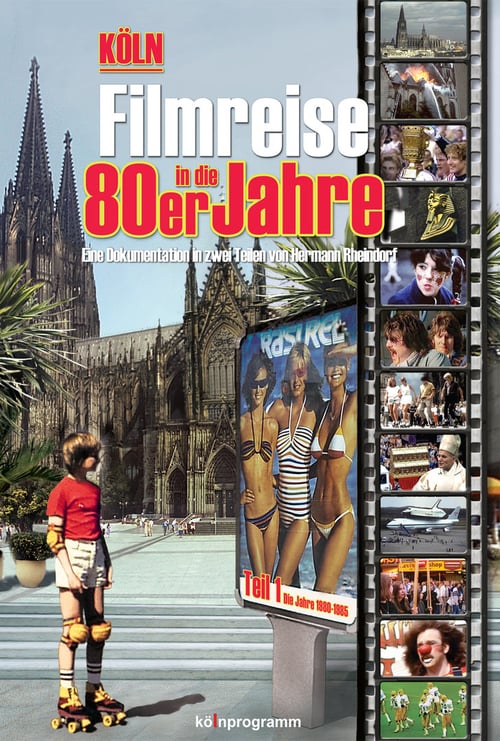 KÖLN
Filmreise
in die
80er Jahre
Eine Dokumentation in zwei Teilen von Hermann Rheindorf
Teil 1 Die Jahre 1980-1985
kölnprogramm